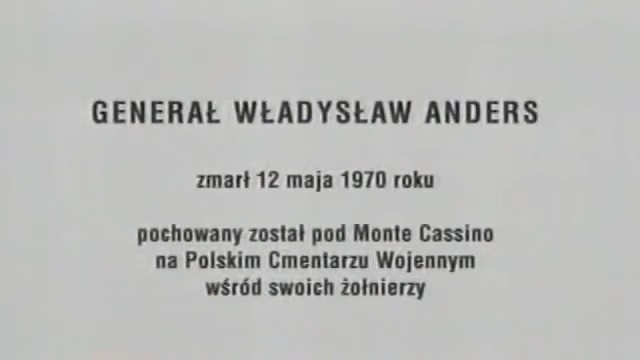 GENERAŁ WŁADYSŁAW ANDERS
zmarł 12 maja 1970 roku
pochowany został pod Monte Cassino
na Polskim Cmentarzu Wojennym
wśród swoich żołnierzy